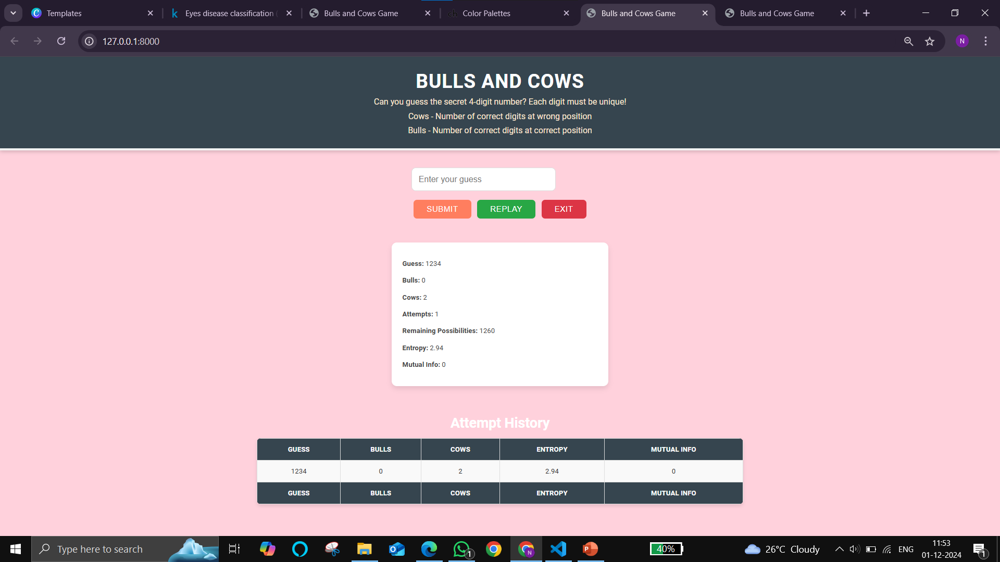 Templates
Eyes disease classification (
Bulls and Cows Game
ch Color Palettes
Bulls and Cows Game
Bulls and Cows Game
127.0.0.1:8000
N
BULLS AND COWS
Can you guess the secret 4-digit number? Each digit must be unique!
Cows - Number of correct digits at wrong position
Bulls - Number of correct digits at correct position
Enter your guess
SUBMIT REPLAY EXIT
Guess: 1234
Bulls: 0
Cows: 2
Attempts: 1
Remaining Possibilities: 1260
Entropy: 2.94
Mutual Info: 0
Attempt History
GUESS BULLS COWS ENTROPY MUTUAL INFO
1234 0 2 2.94 0
GUESS BULLS COWS ENTROPY MUTUAL INFO
Type here to search
1
N
40%
26°C Cloudy
ENG
11:53
01-12-2024
1